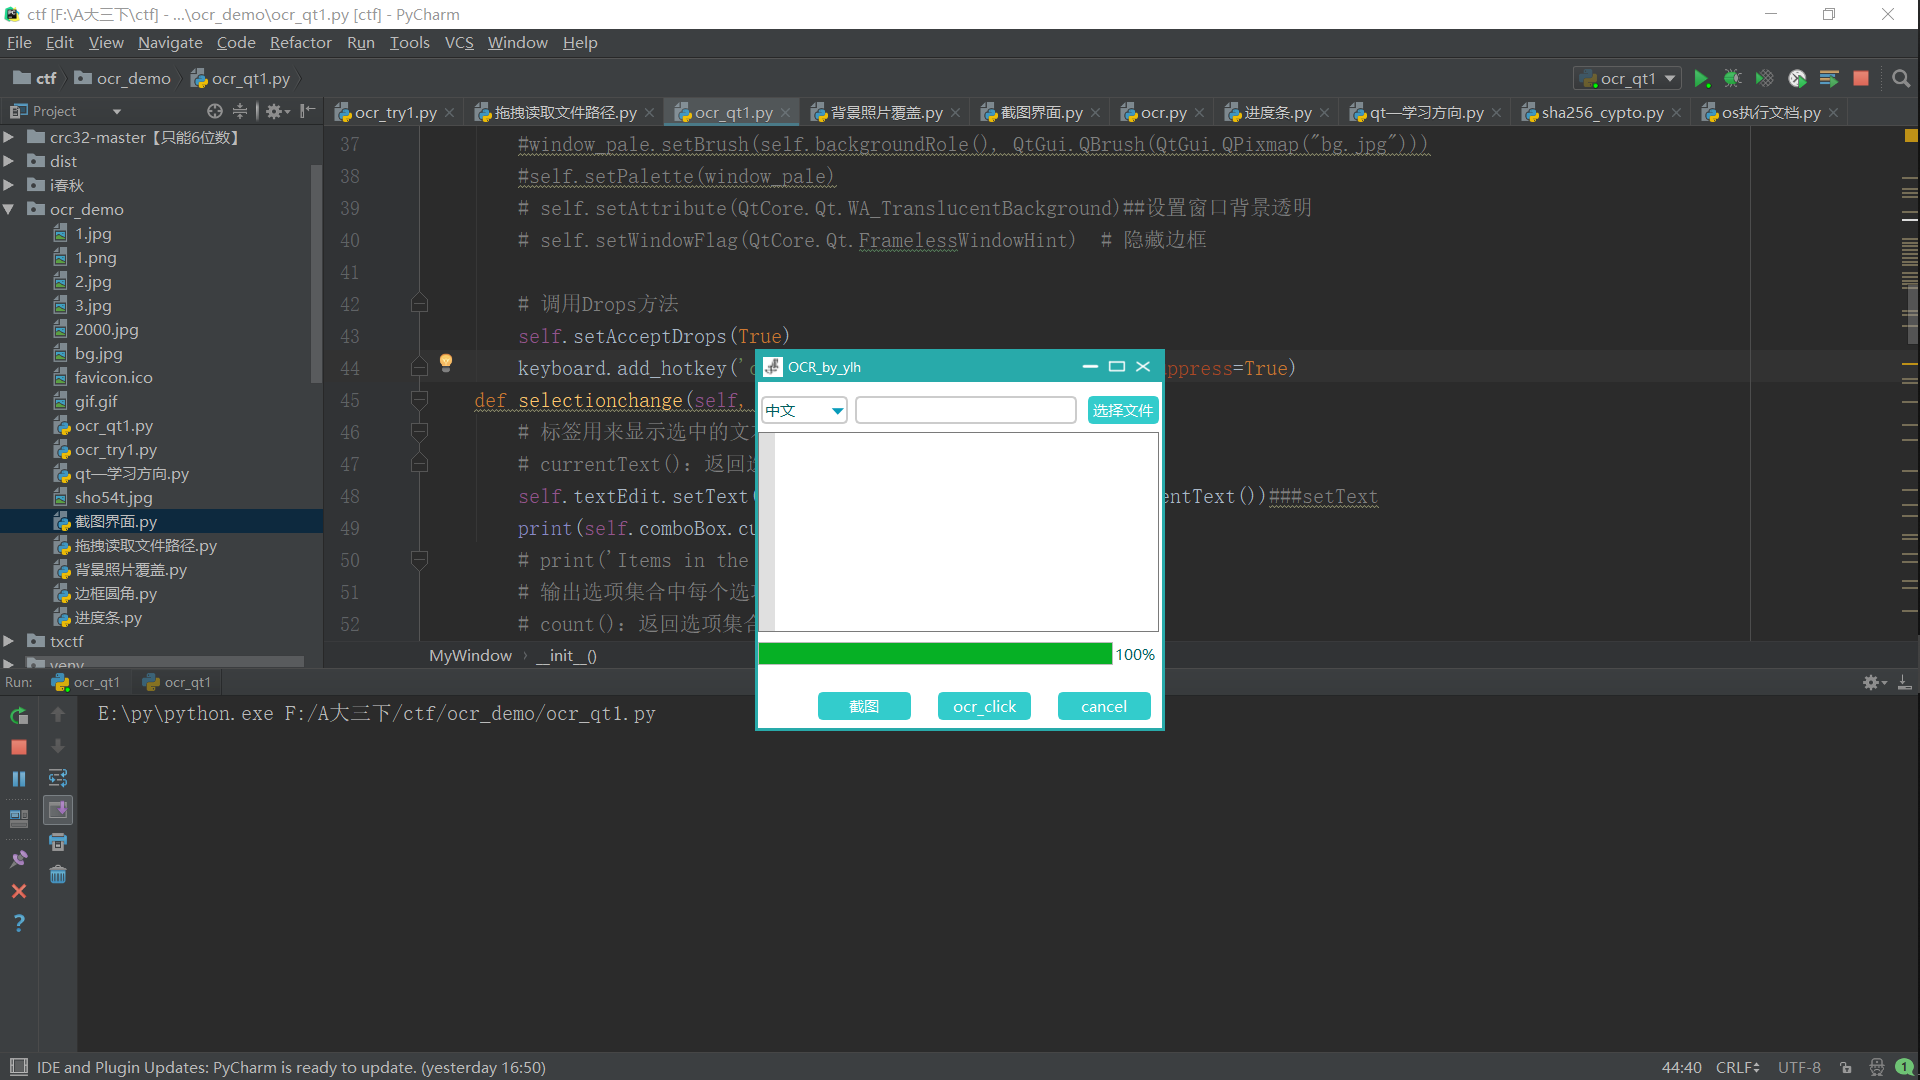 ctf [F:\A大三下\ctf] - ...\ocr_demo\ocr_qt1.py [ctf] - PyCharm
File Edit View Navigate Code Refactor Run Tools VCS Window Help
ctf ocr_demo ocr_qt1.py
ocr_qt1
Project
ocr_try1.py 拖拽读取文件路径.py ocr_qt1.py 背景照片覆盖.py 截图界面.py ocr.py 进度条.py qt—学习方向.py sha256_cypto.py os执行文档.py
crc32-master【只能6位数】
dist
i春秋
ocr_demo
1.jpg
1.png
2.jpg
3.jpg
2000.jpg
bg.jpg
favicon.ico
gif.gif
ocr_qt1.py
ocr_try1.py
qt—学习方向.py
sho54t.jpg
截图界面.py
拖拽读取文件路径.py
背景照片覆盖.py
边框圆角.py
进度条.py
txctf
venv
37 #window_pale.setBrush(self.backgroundRole(), QtGui.QBrush(QtGui.QPixmap("bg.jpg")))
38 #self.setPalette(window_pale)
39 # self.setAttribute(QtCore.Qt.WA_TranslucentBackground)##设置窗口背景透明
40 # self.setWindowFlag(QtCore.Qt.FramelessWindowHint) # 隐藏边框
41
42 # 调用Drops方法
43 self.setAcceptDrops(True)
44 keyboard.add_hotkey(' ppress=True)
45 def selectionchange(self,
46 # 标签用来显示选中的文
47 # currentText()：返回
48 self.textEdit.setText( entText())###setText
49 print(self.comboBox.cu
50 # print('Items in the
51 # 输出选项集合中每个选
52 # count()：返回选项集
MyWindow › __init__()
OCR_by_ylh
中文 选择文件
100%
截图 ocr_click cancel
Run: ocr_qt1 ocr_qt1
E:\py\python.exe F:/A大三下/ctf/ocr_demo/ocr_qt1.py
IDE and Plugin Updates: PyCharm is ready to update. (yesterday 16:50)
44:40 CRLF UTF-8 1